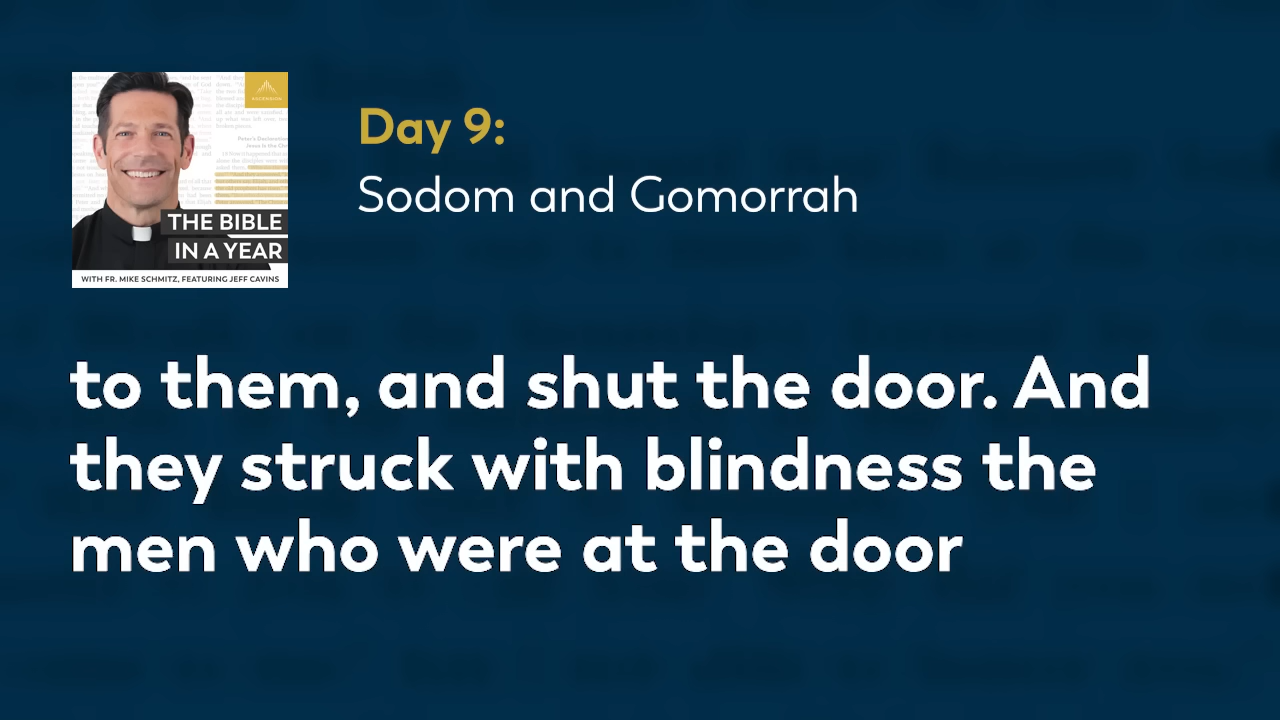 ASCENSION
THE BIBLE
IN A YEAR
WITH FR. MIKE SCHMITZ, FEATURING JEFF CAVINS
Day 9:
Sodom and Gomorrah
to them, and shut the door. And
they struck with blindness the
men who were at the door